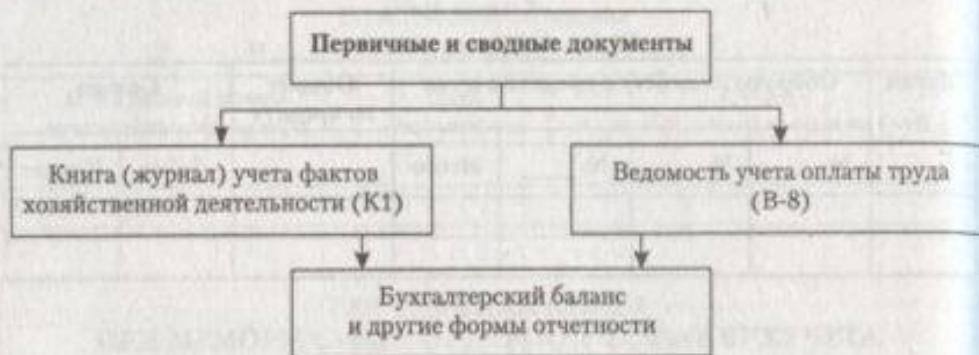 Первичные и сводные документы
Книга (журнал) учета фактов
хозяйственной деятельности (К1)
Ведомость учета оплаты труда
(В-8)
Бухгалтерский баланс
и другие формы отчетности